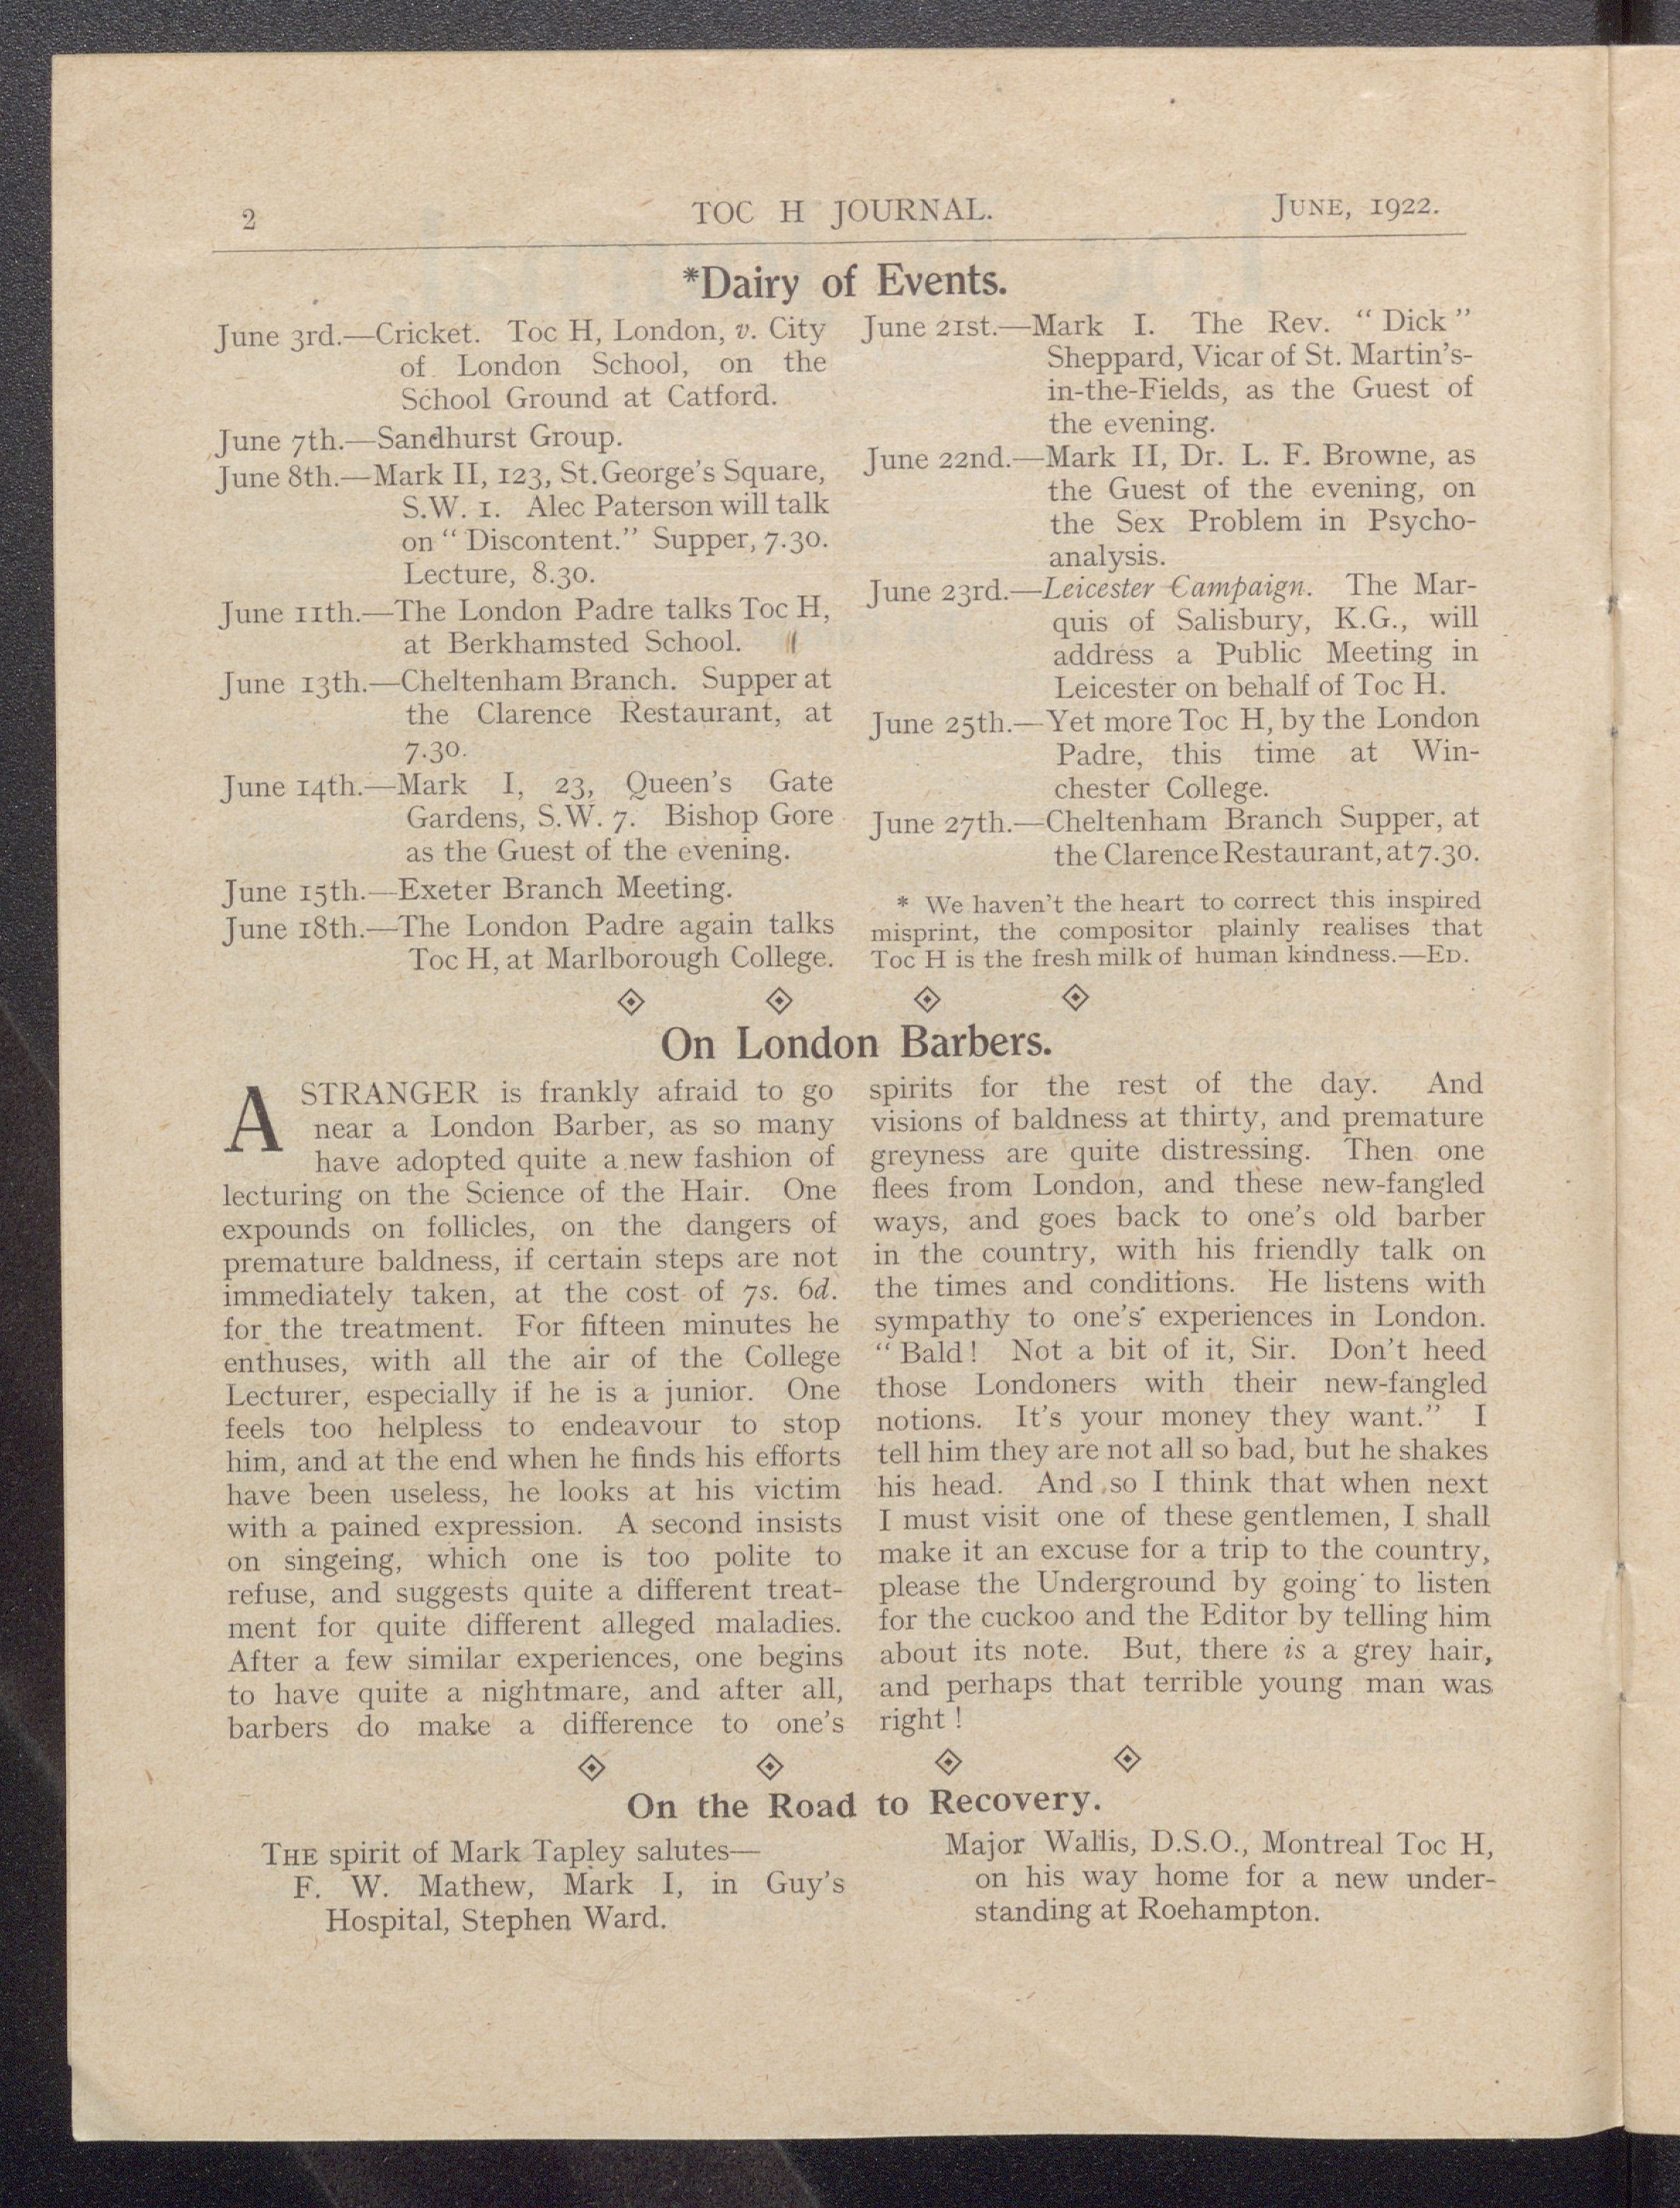 2
TOC H JOURNAL.
JUNE, 1922.
*Dairy of Events.
June 3rd.—Cricket. Toc H, London, v. City
of London School, on the
School Ground at Catford.
June 7th.—Sandhurst Group.
June 8th.—Mark II, 123, St. George's Square,
S.W. 1. Alec Paterson will talk
on "Discontent." Supper, 7.30.
Lecture, 8.30.
June 11th.—The London Padre talks Toc H,
at Berkhamsted School.
June 13th.—Cheltenham Branch. Supper at
the Clarence Restaurant, at
7.30.
June 14th.—Mark I, 23, Queen's Gate
Gardens, S.W. 7. Bishop Gore
as the Guest of the evening.
June 15th.—Exeter Branch Meeting.
June 18th.—The London Padre again talks
Toc H, at Marlborough College.
June 21st.—Mark I. The Rev. "Dick"
Sheppard, Vicar of St. Martin's-
in-the-Fields, as the Guest of
the evening.
June 22nd.—Mark II, Dr. L. F. Browne, as
the Guest of the evening, on
the Sex Problem in Psycho-
analysis.
June 23rd.—Leicester Campaign. The Mar-
quis of Salisbury, K.G., will
address a Public Meeting in
Leicester on behalf of Toc H.
June 25th.—Yet more Toc H, by the London
Padre, this time at Win-
chester College.
June 27th.—Cheltenham Branch Supper, at
the Clarence Restaurant, at 7.30.
* We haven't the heart to correct this inspired
misprint, the compositor plainly realises that
Toc H is the fresh milk of human kindness.—ED.
On London Barbers.
A STRANGER is frankly afraid to go
near a London Barber, as so many
have adopted quite a new fashion of
lecturing on the Science of the Hair. One
expounds on follicles, on the dangers of
premature baldness, if certain steps are not
immediately taken, at the cost of 7s. 6d.
for the treatment. For fifteen minutes he
enthuses, with all the air of the College
Lecturer, especially if he is a junior. One
feels too helpless to endeavour to stop
him, and at the end when he finds his efforts
have been useless, he looks at his victim
with a pained expression. A second insists
on singeing, which one is too polite to
refuse, and suggests quite a different treat-
ment for quite different alleged maladies.
After a few similar experiences, one begins
to have quite a nightmare, and after all,
barbers do make a difference to one's
spirits for the rest of the day. And
visions of baldness at thirty, and premature
greyness are quite distressing. Then one
flees from London, and these new-fangled
ways, and goes back to one's old barber
in the country, with his friendly talk on
the times and conditions. He listens with
sympathy to one's experiences in London.
"Bald! Not a bit of it, Sir. Don't heed
those Londoners with their new-fangled
notions. It's your money they want." I
tell him they are not all so bad, but he shakes
his head. And so I think that when next
I must visit one of these gentlemen, I shall
make it an excuse for a trip to the country,
please the Underground by going to listen
for the cuckoo and the Editor by telling him
about its note. But, there is a grey hair,
and perhaps that terrible young man was
right!
On the Road to Recovery.
THE spirit of Mark Tapley salutes—
F. W. Mathew, Mark I, in Guy's
Hospital, Stephen Ward.
Major Wallis, D.S.O., Montreal Toc H,
on his way home for a new under-
standing at Roehampton.